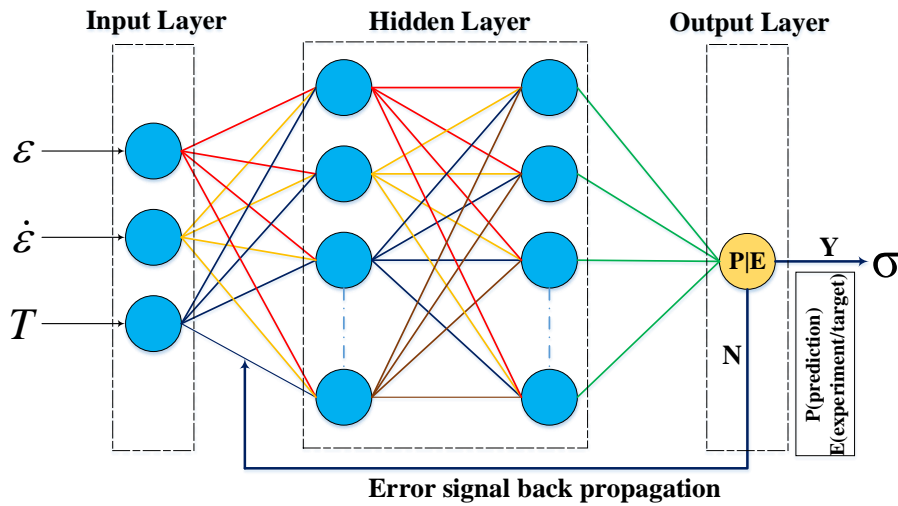 Input Layer
Hidden Layer
Output Layer
ε
ε̇
T
P|E
Y
σ
N
P(prediction)
E(experiment/target)
Error signal back propagation